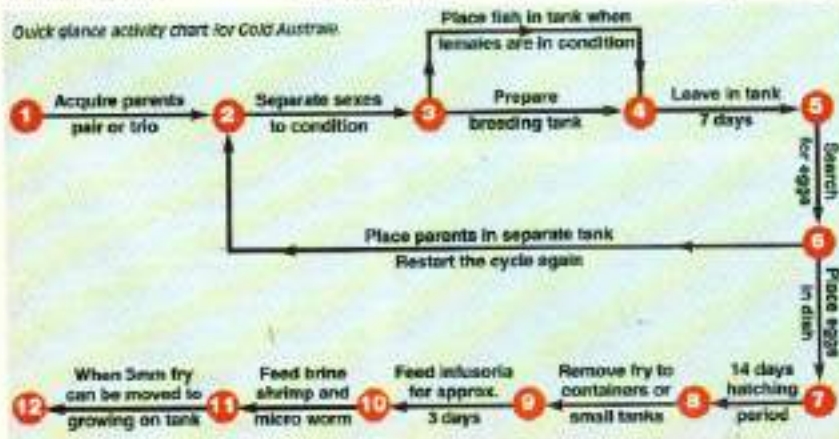 Quick glance activity chart for Gold Australe.
Place fish in tank when
females are in condition
1
Acquire parents
pair or trio
2
Separate sexes
to condition
3
Prepare
breeding tank
4
Leave in tank
7 days
5
Search
for eggs
6
Place parents in separate tank
Restart the cycle again
Place eggs
in dish
7
14 days
hatching
period
8
Remove fry to
containers or
small tanks
9
Feed infusoria
for approx.
3 days
10
Feed brine
shrimp and
micro worm
11
When 5mm fry
can be moved to
growing on tank
12